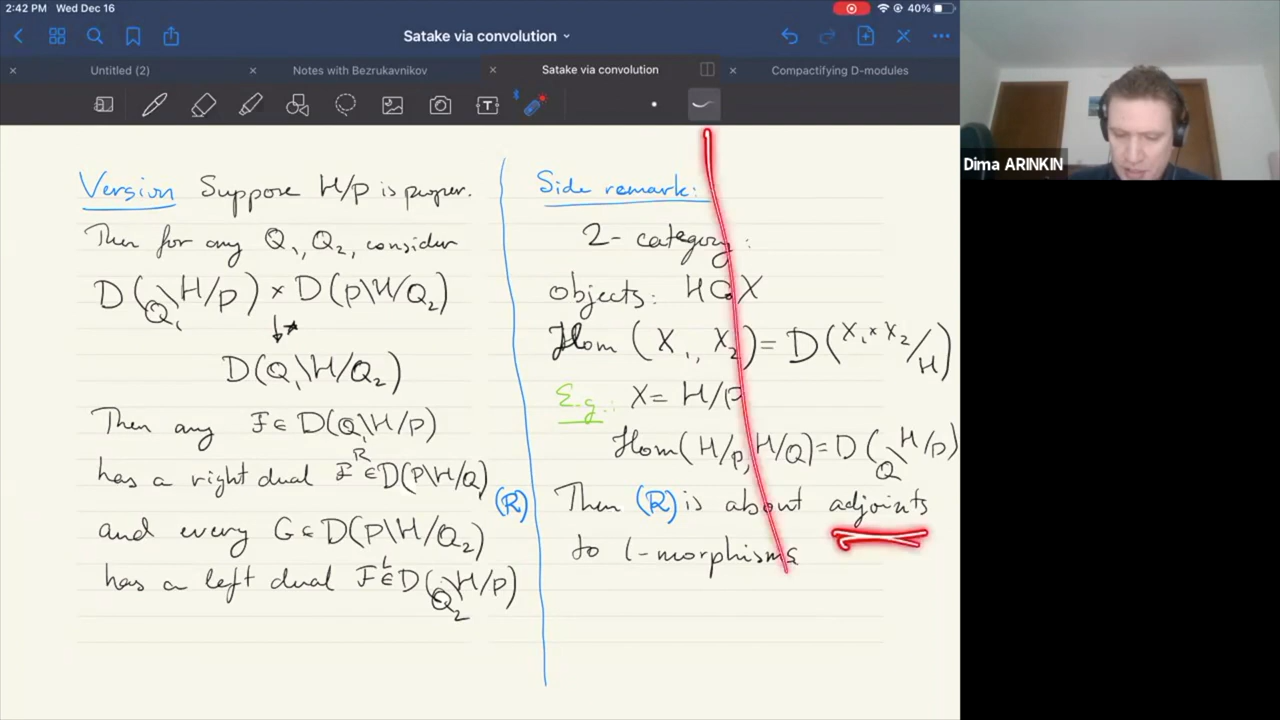 2:42 PM Wed Dec 16
40%
Satake via convolution
Untitled (2)
Notes with Bezrukavnikov
Satake via convolution
Compactifying D-modules
Dima ARINKIN
Version Suppose H/P is proper.
Then for any Q₁, Q₂, consider
D(Q₁\H/P) × D(P\H/Q₂)
↓*
D(Q₁\H/Q₂)
Then any F ∈ D(Q₁\H/P)
has a right dual F^R ∈ D(P\H/Q)
(R)
and every G ∈ D(P\H/Q₂)
has a left dual F^L ∈ D(Q₂\H/P)
Side remark:
2-category:
objects: H ↻ X
Hom (X₁, X₂) = D(X₁×X₂/H)
E.g.: X = H/P
Hom(H/P, H/Q) = D(Q\H/P)
Then (R) is about adjoints
to 1-morphisms